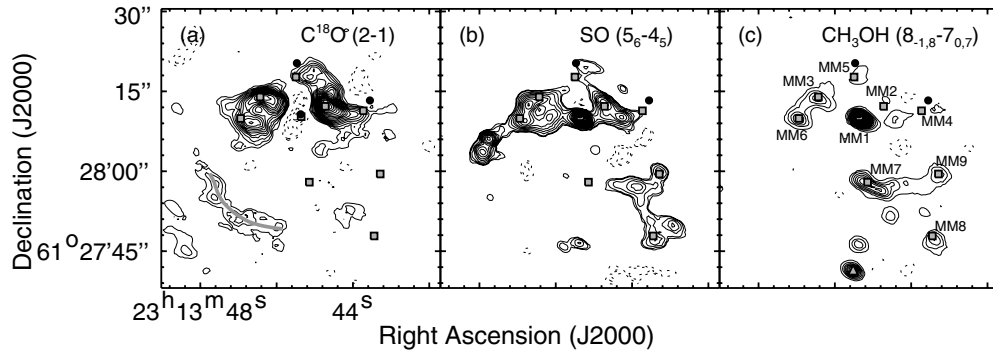 (a) C¹⁸O (2-1)
(b) SO (5₆-4₅)
(c) CH₃OH (8₋₁,₈-7₀,₇)
30”
15”
28’00”
61° 27’45”
Declination (J2000)
MM5
MM3
MM2
MM4
MM6
MM1
MM9
MM7
MM8
23ʰ13ᵐ48ˢ
44ˢ
Right Ascension (J2000)